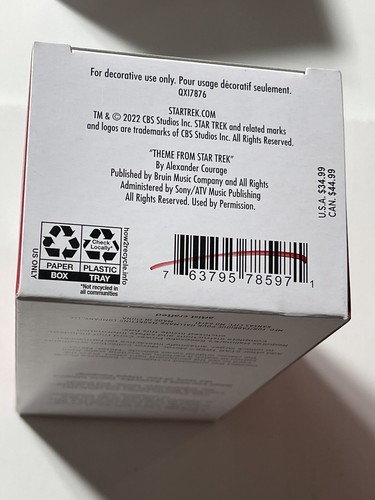 For decorative use only. Pour usage décoratif seulement.
QXI7876
STARTREK.COM
TM & © 2022 CBS Studios Inc. STAR TREK and related marks
and logos are trademarks of CBS Studios Inc. All Rights Reserved.
"THEME FROM STAR TREK"
By Alexander Courage
Published by Bruin Music Company and All Rights
Administered by Sony/ATV Music Publishing
All Rights Reserved. Used by Permission.
U.S.A. $34.99
CAN. $44.99
US ONLY
PAPER
BOX
Check
Locally*
PLASTIC
TRAY
how2recycle.info
*Not recycled in
all communities
7 63795 78597 1
artist crafted